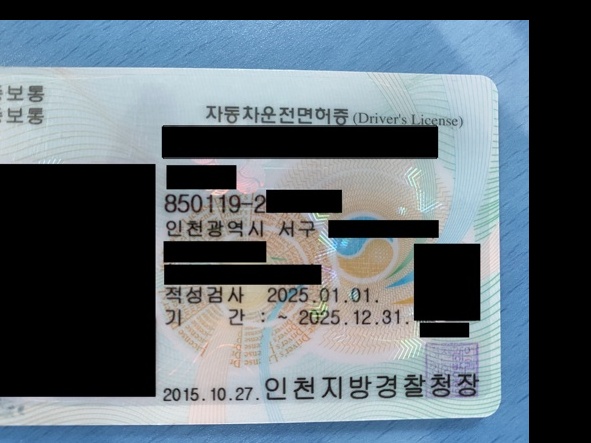 보통
보통
자동차운전면허증 (Driver's License)
850119-2
인천광역시 서구
적성검사 2025.01.01.
기 간 : ~ 2025.12.31.
2015.10.27. 인천지방경찰청장